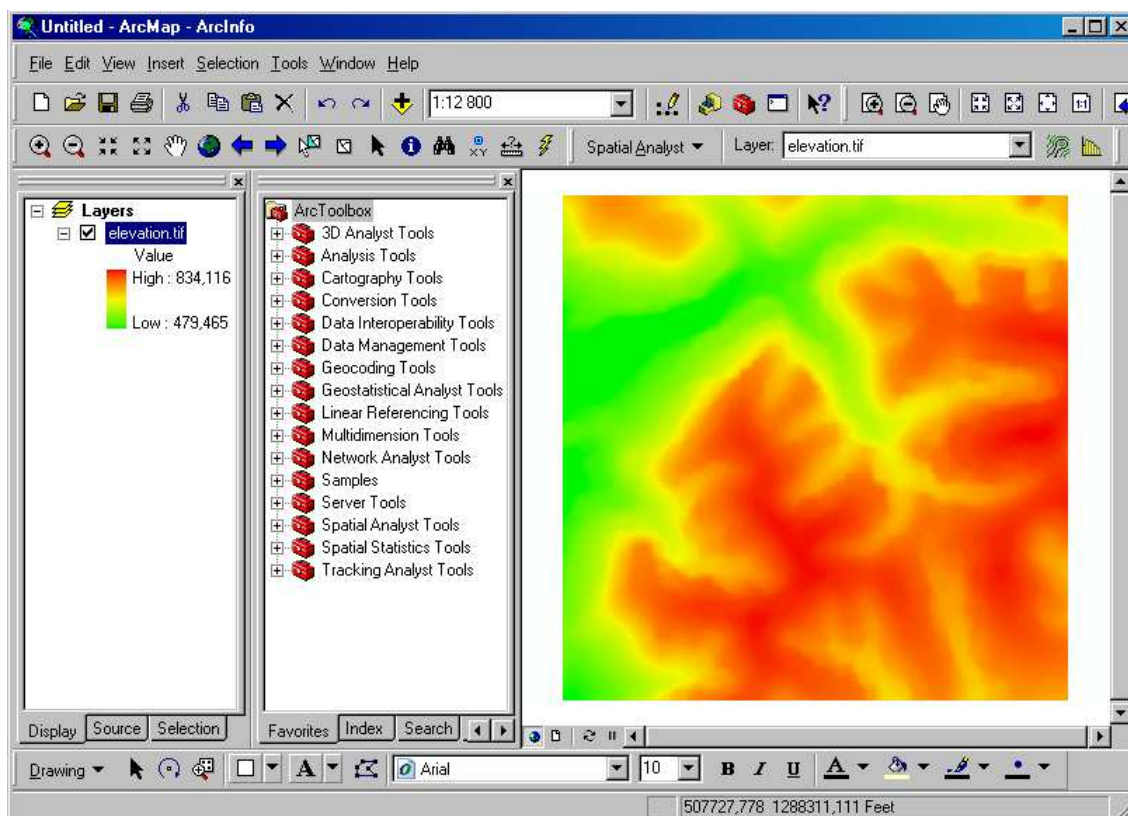 Untitled - ArcMap - ArcInfo
File Edit View Insert Selection Tools Window Help
1:12 800
1:1
Spatial Analyst
Layer: elevation.tif
Layers
elevation.tif
Value
High : 834,116
Low : 479,465
Display Source Selection
ArcToolbox
3D Analyst Tools
Analysis Tools
Cartography Tools
Conversion Tools
Data Interoperability Tools
Data Management Tools
Geocoding Tools
Geostatistical Analyst Tools
Linear Referencing Tools
Multidimension Tools
Network Analyst Tools
Samples
Server Tools
Spatial Analyst Tools
Spatial Statistics Tools
Tracking Analyst Tools
Favorites Index Search
Drawing A Arial 10 B I U A
507727,778 1288311,111 Feet